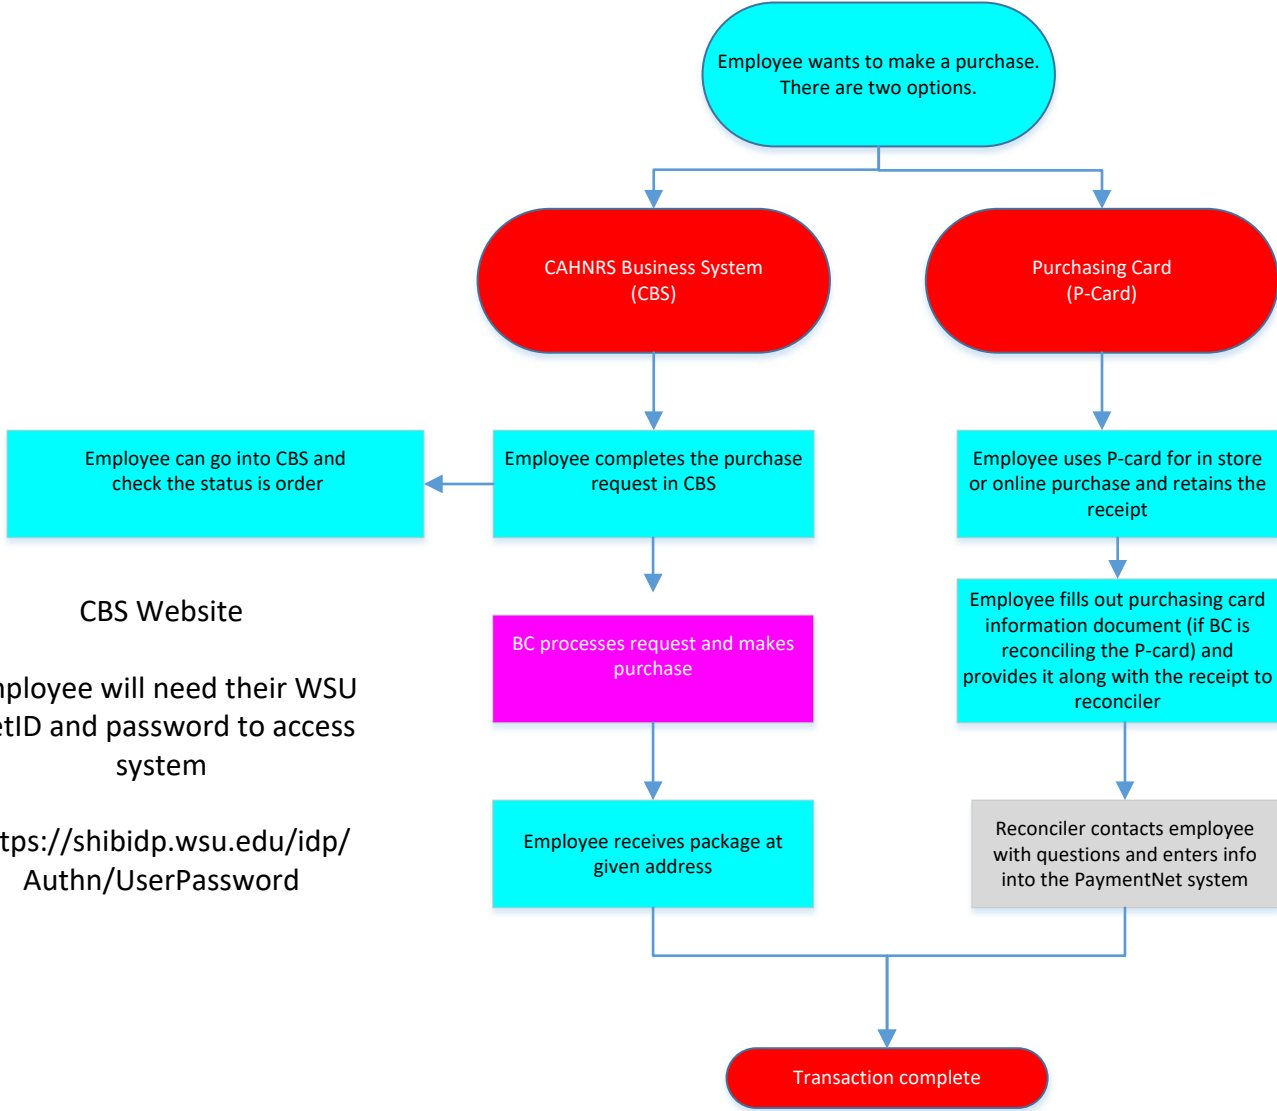 Employee wants to make a purchase.
There are two options.
CAHNRS Business System
(CBS)
Purchasing Card
(P-Card)
Employee can go into CBS and
check the status is order
Employee completes the purchase
request in CBS
Employee uses P-card for in store
or online purchase and retains the
receipt
CBS Website
mployee will need their WSU
etID and password to access
system
tps://shibidp.wsu.edu/idp/
Authn/UserPassword
BC processes request and makes
purchase
Employee fills out purchasing card
information document (if BC is
reconciling the P-card) and
provides it along with the receipt to
reconciler
Employee receives package at
given address
Reconciler contacts employee
with questions and enters info
into the PaymentNet system
Transaction complete